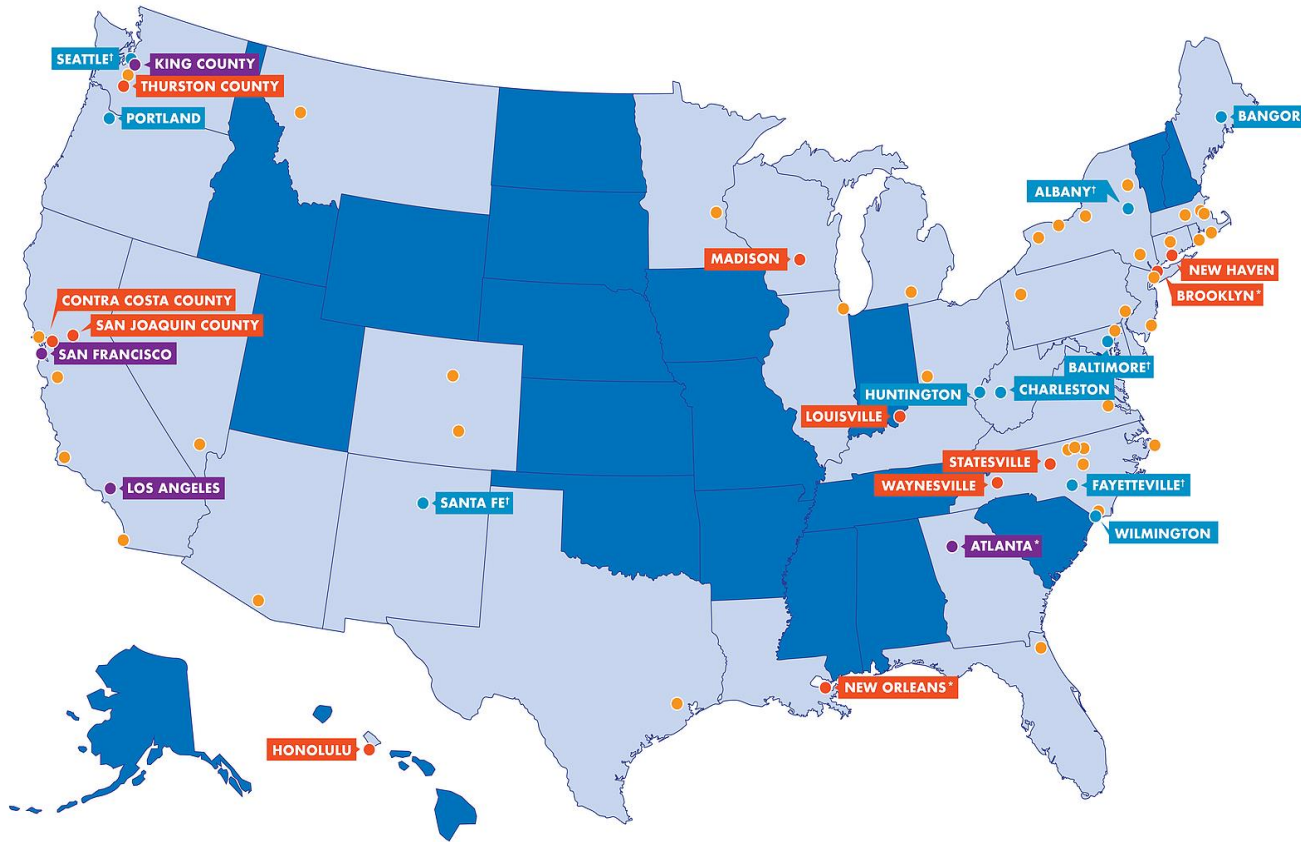 SEATTLE†
KING COUNTY
THURSTON COUNTY
PORTLAND
BANGOR
ALBANY†
MADISON
NEW HAVEN
BROOKLYN*
CONTRA COSTA COUNTY
SAN JOAQUIN COUNTY
SAN FRANCISCO
BALTIMORE†
HUNTINGTON
CHARLESTON
LOUISVILLE
STATESVILLE
WAYNESVILLE
FAYETTEVILLE†
LOS ANGELES
SANTA FE†
WILMINGTON
ATLANTA*
NEW ORLEANS*
HONOLULU